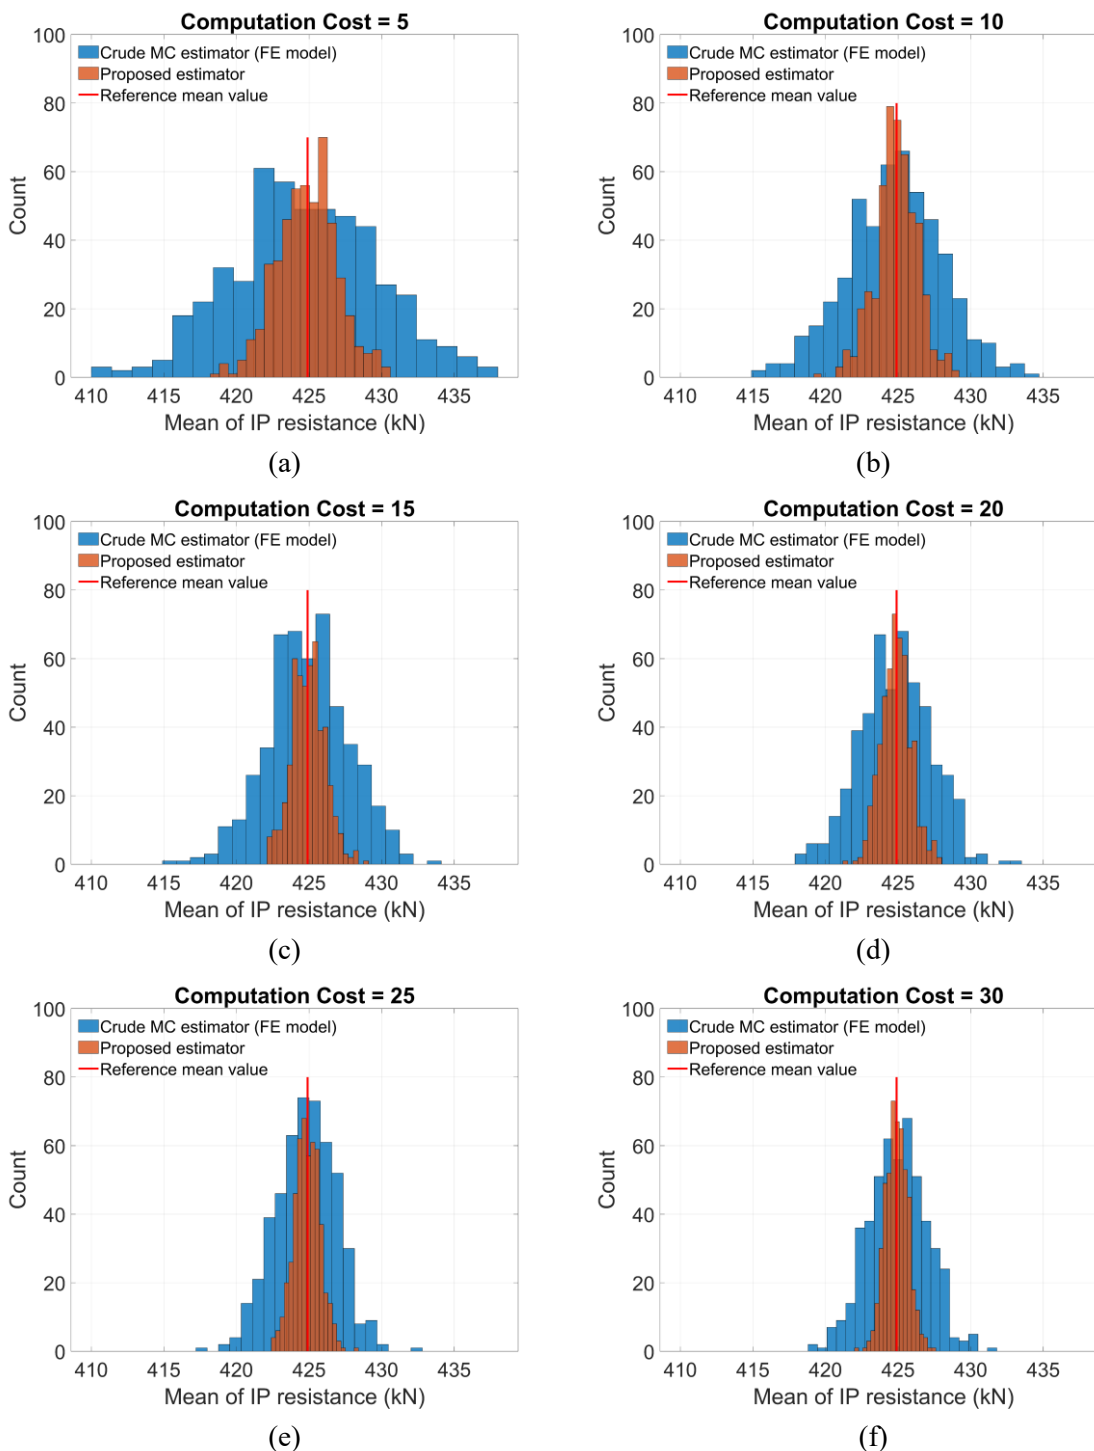 Computation Cost = 5
100
80
60
40
20
0
Count
Crude MC estimator (FE model)
Proposed estimator
Reference mean value
410 415 420 425 430 435
Mean of IP resistance (kN)
(a)
Computation Cost = 10
100
80
60
40
20
0
Count
Crude MC estimator (FE model)
Proposed estimator
Reference mean value
410 415 420 425 430 435
Mean of IP resistance (kN)
(b)
Computation Cost = 15
100
80
60
40
20
0
Count
Crude MC estimator (FE model)
Proposed estimator
Reference mean value
410 415 420 425 430 435
Mean of IP resistance (kN)
(c)
Computation Cost = 20
100
80
60
40
20
0
Count
Crude MC estimator (FE model)
Proposed estimator
Reference mean value
410 415 420 425 430 435
Mean of IP resistance (kN)
(d)
Computation Cost = 25
100
80
60
40
20
0
Count
Crude MC estimator (FE model)
Proposed estimator
Reference mean value
410 415 420 425 430 435
Mean of IP resistance (kN)
(e)
Computation Cost = 30
100
80
60
40
20
0
Count
Crude MC estimator (FE model)
Proposed estimator
Reference mean value
410 415 420 425 430 435
Mean of IP resistance (kN)
(f)